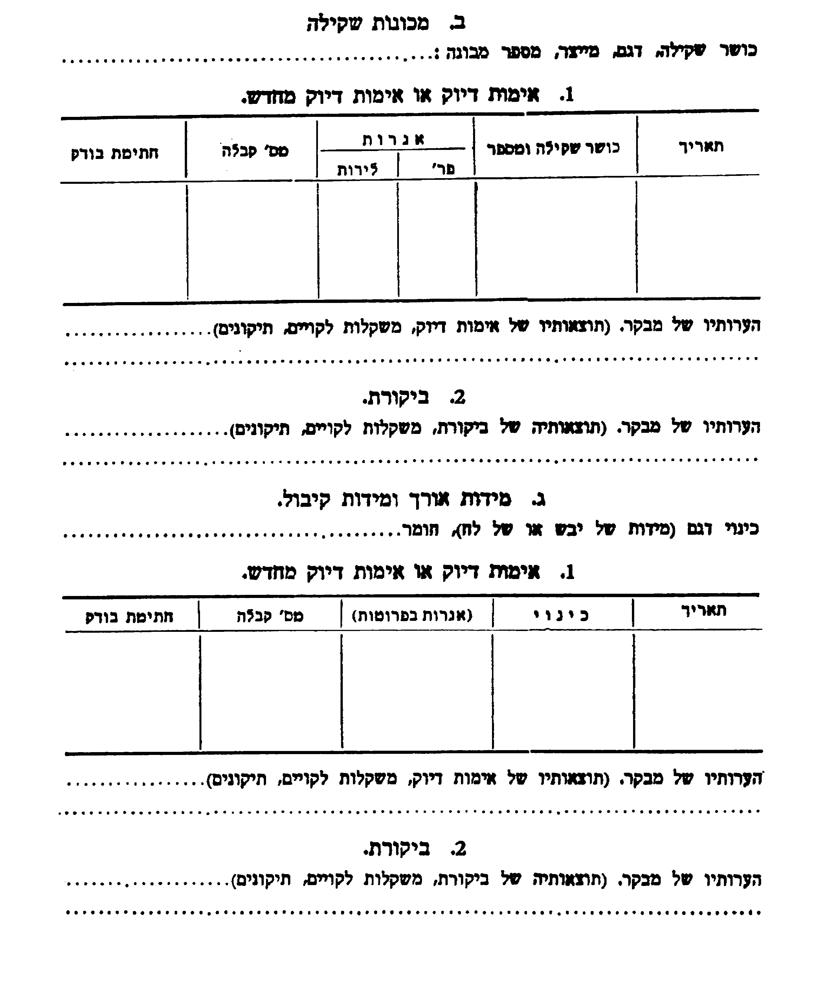 ב. מכונות שקילה
כושר שקילה, דגם, מייצר, מספר מכונה: ........................................
1. אימות דיוק או אימות דיוק מחדש.
תאריך | כושר שקילה ומספר | אגרות | מס׳ קבלה | חתימת בודק
פר׳ | לירות
הערותיו של מבקר. (תוצאותיו של אימות דיוק, משקלות לקויים, תיקונים)..................
................................................................................
2. ביקורת.
הערותיו של מבקר. (תוצאותיה של ביקורת, משקלות לקויים, תיקונים)....................
................................................................................
ג. מידות אורך ומידות קיבול.
כינוי דגם (מידות של יבש או של לח), חומר........................................
1. אימות דיוק או אימות דיוק מחדש.
תאריך | כינוי | (אגרות בפרוטות) | מס׳ קבלה | חתימת בודק
הערותיו של מבקר. (תוצאותיו של אימות דיוק, משקלות לקויים, תיקונים)..................
................................................................................
2. ביקורת.
הערותיו של מבקר. (תוצאותיה של ביקורת, משקלות לקויים, תיקונים)....................
................................................................................